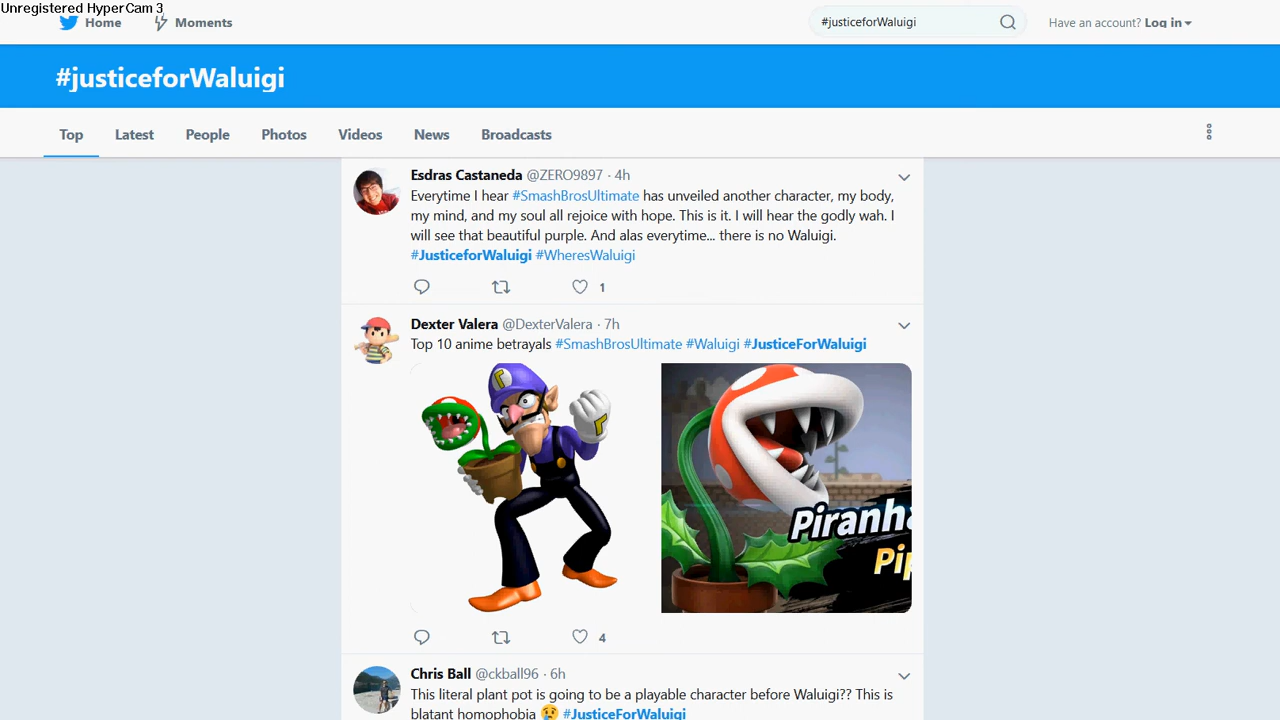 Unregistered HyperCam 3
Home Moments #justiceforWaluigi Have an account? Log in
#justiceforWaluigi
Top Latest People Photos Videos News Broadcasts
Esdras Castaneda @ZERO9897 · 4h
Everytime I hear #SmashBrosUltimate has unveiled another character, my body,
my mind, and my soul all rejoice with hope. This is it. I will hear the godly wah. I
will see that beautiful purple. And alas everytime... there is no Waluigi.
#JusticeforWaluigi #WheresWaluigi
1
Dexter Valera @DexterValera · 7h
Top 10 anime betrayals #SmashBrosUltimate #Waluigi #JusticeForWaluigi
Piranha
Pip
4
Chris Ball @ckball96 · 6h
This literal plant pot is going to be a playable character before Waluigi?? This is
blatant homophobia 😢 #JusticeForWaluigi